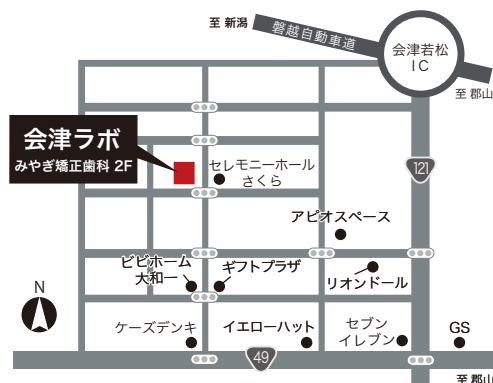 至 新潟
磐越自動車道
会津若松
IC
至 郡山
会津ラボ
みやぎ矯正歯科 2F
セレモニーホール
さくら
121
アピオスペース
ビビホーム
大和一
ギフトプラザ
リオンドール
N
ケーズデンキ
イエローハット
セブン
イレブン
GS
49
至 郡山